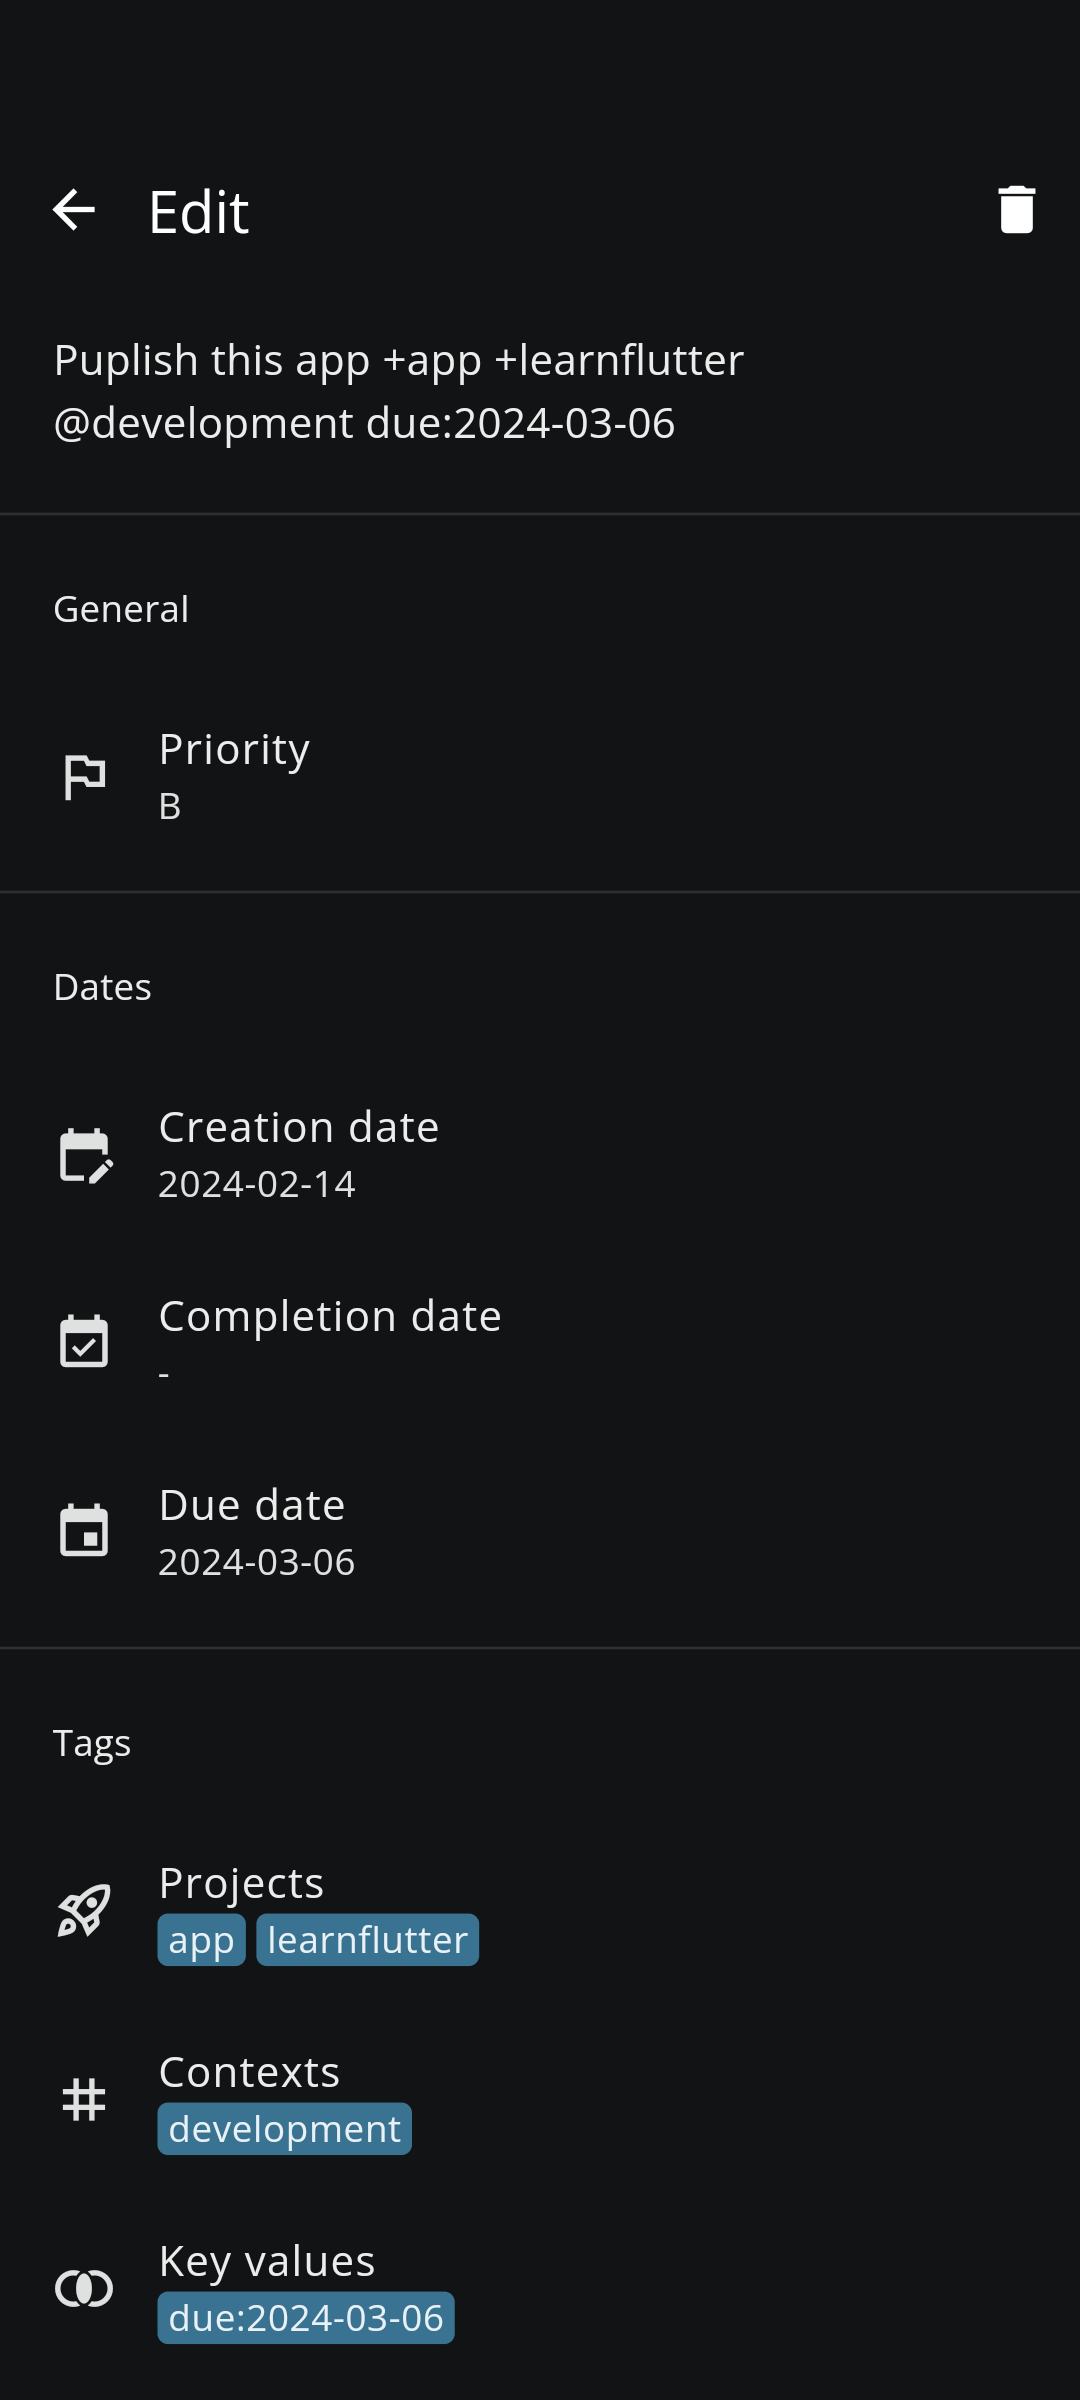 Edit
Puplish this app +app +learnflutter
@development due:2024-03-06
General
Priority
B
Dates
Creation date
2024-02-14
Completion date
-
Due date
2024-03-06
Tags
Projects
app learnflutter
Contexts
development
Key values
due:2024-03-06